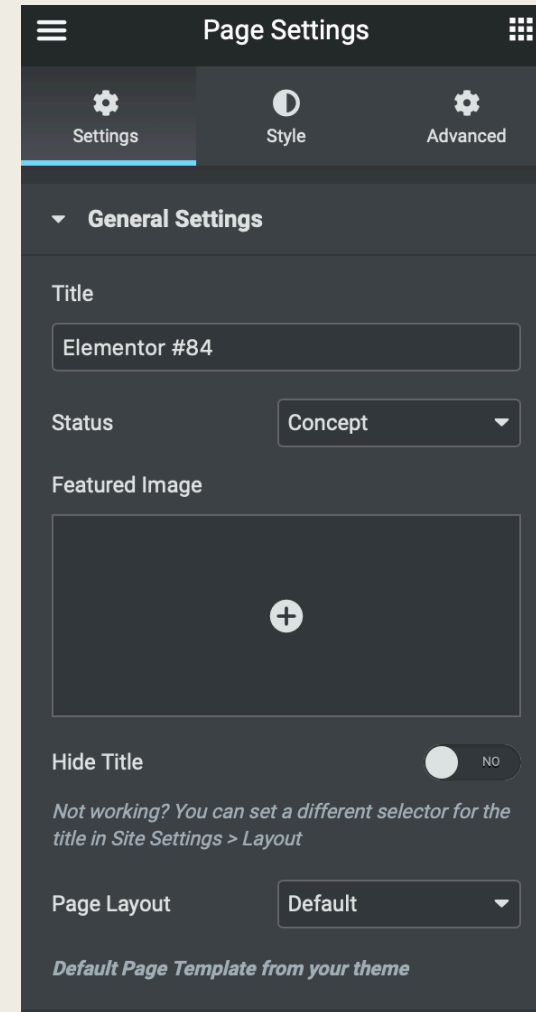 Page Settings
Settings
Style
Advanced
General Settings
Title
Elementor #84
Status
Concept
Featured Image
Hide Title
NO
Not working? You can set a different selector for the
title in Site Settings > Layout
Page Layout
Default
Default Page Template from your theme